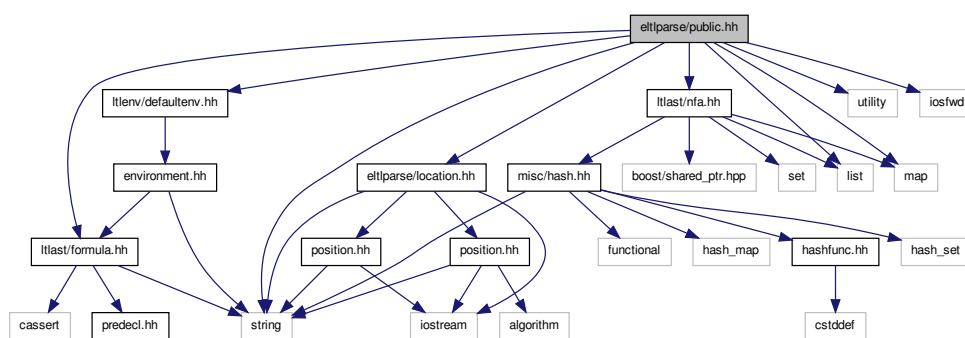 eltlparse/public.hh
ltlenv/defaultenv.hh
ltlast/nfa.hh
utility
iosfwd
environment.hh
eltlparse/location.hh
misc/hash.hh
boost/shared_ptr.hpp
set
list
map
ltlast/formula.hh
position.hh
position.hh
functional
hash_map
hashfunc.hh
hash_set
cassert
predecl.hh
string
iostream
algorithm
cstddef